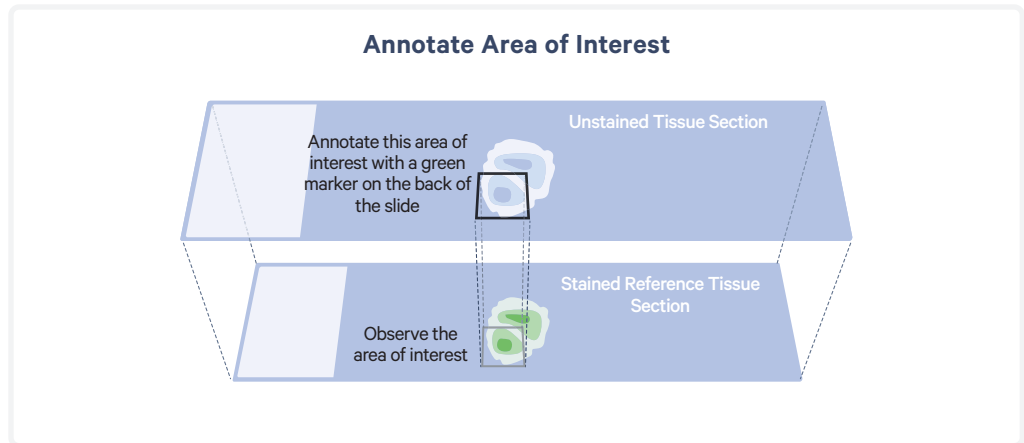 Annotate Area of Interest
Unstained Tissue Section
Annotate this area of
interest with a green
marker on the back of
the slide
Stained Reference Tissue
Section
Observe the
area of interest